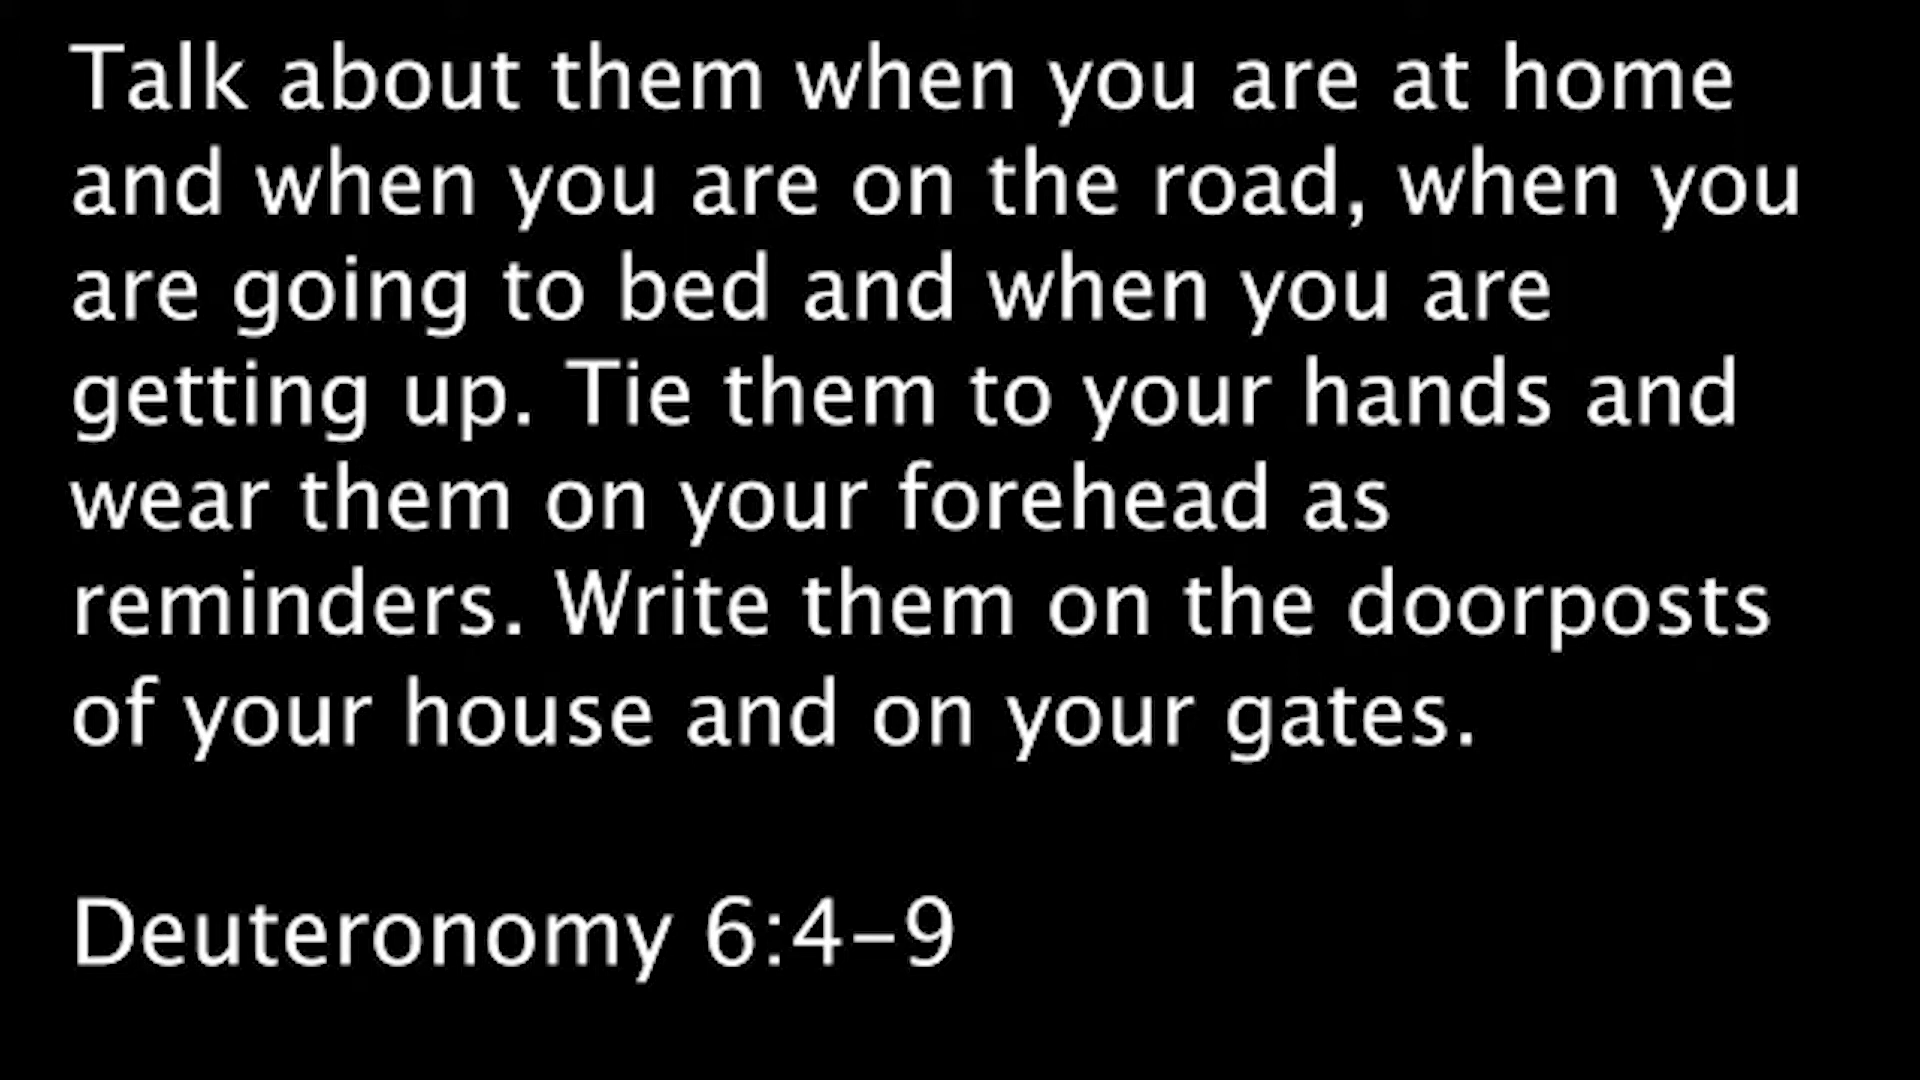 Talk about them when you are at home
and when you are on the road, when you
are going to bed and when you are
getting up. Tie them to your hands and
wear them on your forehead as
reminders. Write them on the doorposts
of your house and on your gates.
Deuteronomy 6:4–9